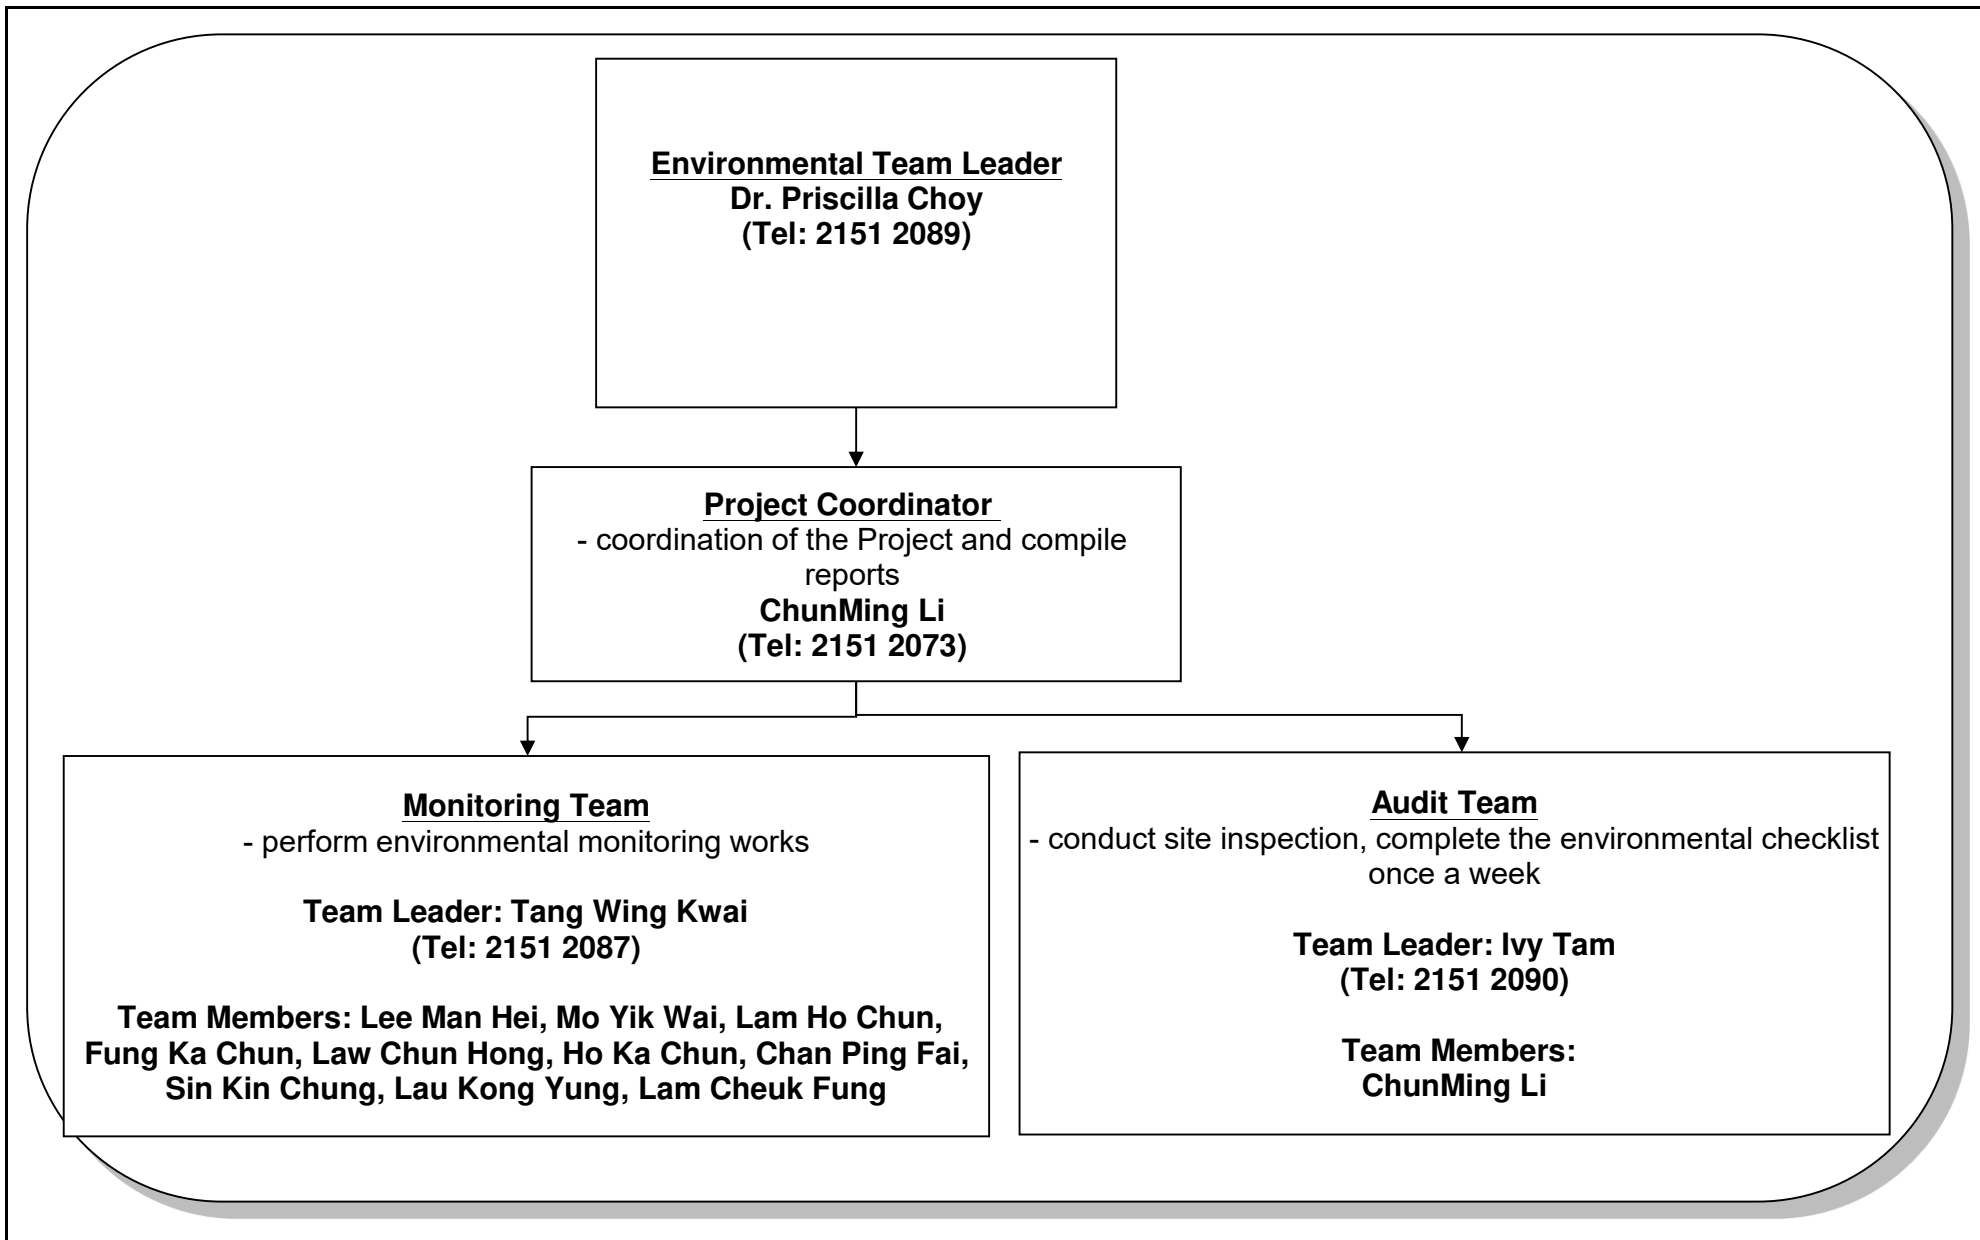 Environmental Team Leader
Dr. Priscilla Choy
(Tel: 2151 2089)
Project Coordinator
- coordination of the Project and compile
reports
ChunMing Li
(Tel: 2151 2073)
Monitoring Team
- perform environmental monitoring works
Team Leader: Tang Wing Kwai
(Tel: 2151 2087)
Team Members: Lee Man Hei, Mo Yik Wai, Lam Ho Chun,
Fung Ka Chun, Law Chun Hong, Ho Ka Chun, Chan Ping Fai,
Sin Kin Chung, Lau Kong Yung, Lam Cheuk Fung
Audit Team
- conduct site inspection, complete the environmental checklist
once a week
Team Leader: Ivy Tam
(Tel: 2151 2090)
Team Members:
ChunMing Li